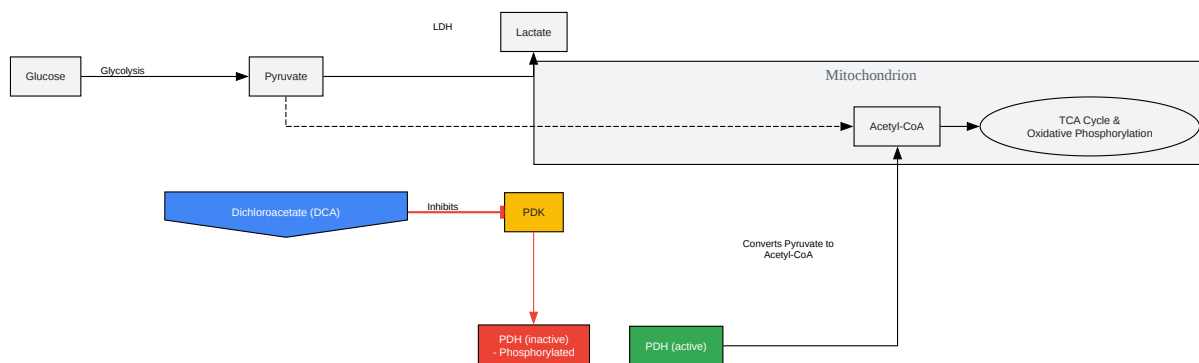 LDH
Lactate
Glucose
Glycolysis
Pyruvate
Mitochondrion
Acetyl-CoA
TCA Cycle &
Oxidative Phosphorylation
Dichloroacetate (DCA)
Inhibits
PDK
Converts Pyruvate to
Acetyl-CoA
PDH (inactive)
- Phosphorylated
PDH (active)